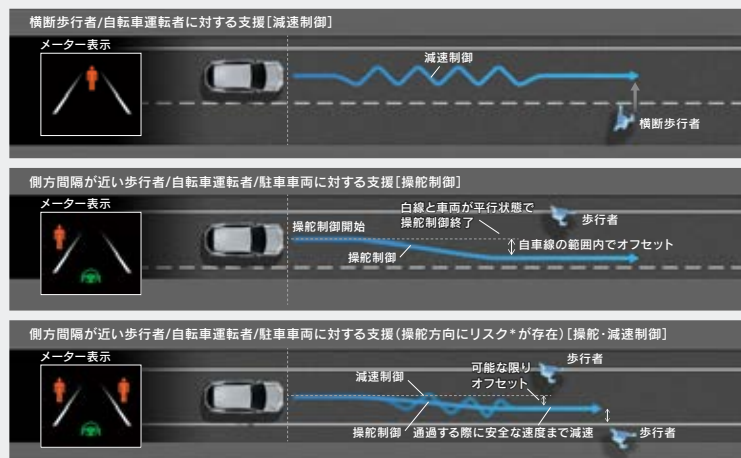 横断歩行者/自転車運転者に対する支援[減速制御]
メーター表示
減速制御
横断歩行者
側方間隔が近い歩行者/自転車運転者/駐車車両に対する支援[操舵制御]
メーター表示
操舵制御開始
白線と車両が平行状態で
操舵制御終了
歩行者
自車線の範囲内でオフセット
操舵制御
側方間隔が近い歩行者/自転車運転者/駐車車両に対する支援(操舵方向にリスク*が存在)[操舵・減速制御]
メーター表示
減速制御
可能な限り
オフセット
歩行者
操舵制御
通過する際に安全な速度まで減速
歩行者